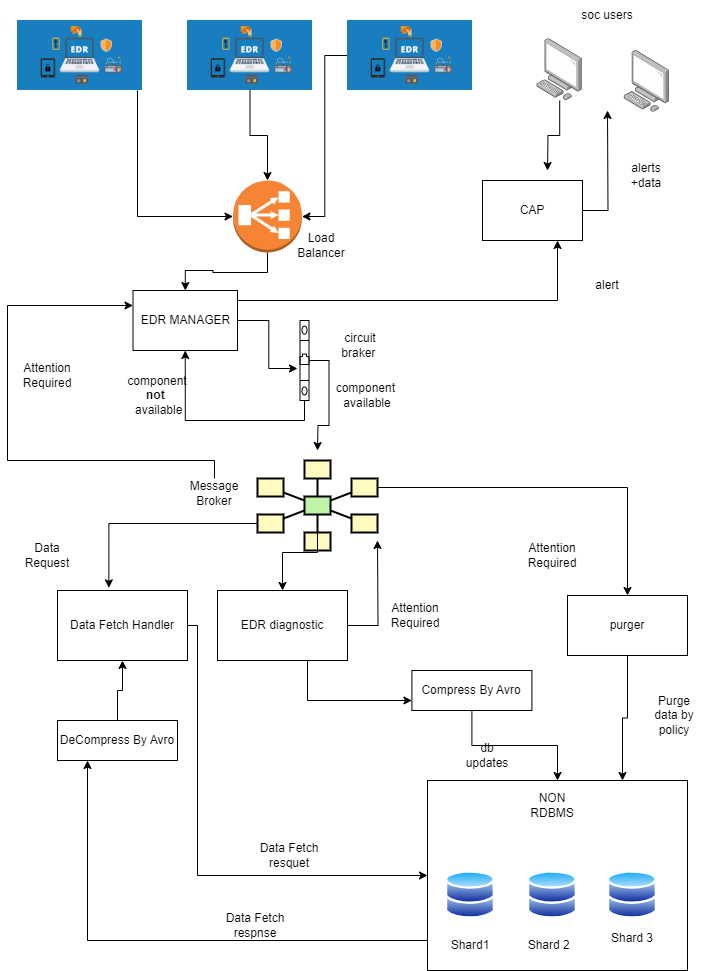 soc users
EDR
EDR
EDR
alerts
+data
CAP
Load
Balancer
alert
EDR MANAGER
circuit
braker
Attention
Required
component
not
available
component
available
Message
Broker
Data
Request
Attention
Required
Data Fetch Handler
EDR diagnostic
Attention
Required
purger
Compress By Avro
Purge
data by
policy
DeCompress By Avro
db
updates
NON
RDBMS
Data Fetch
resquet
Data Fetch
respnse
Shard1
Shard 2
Shard 3